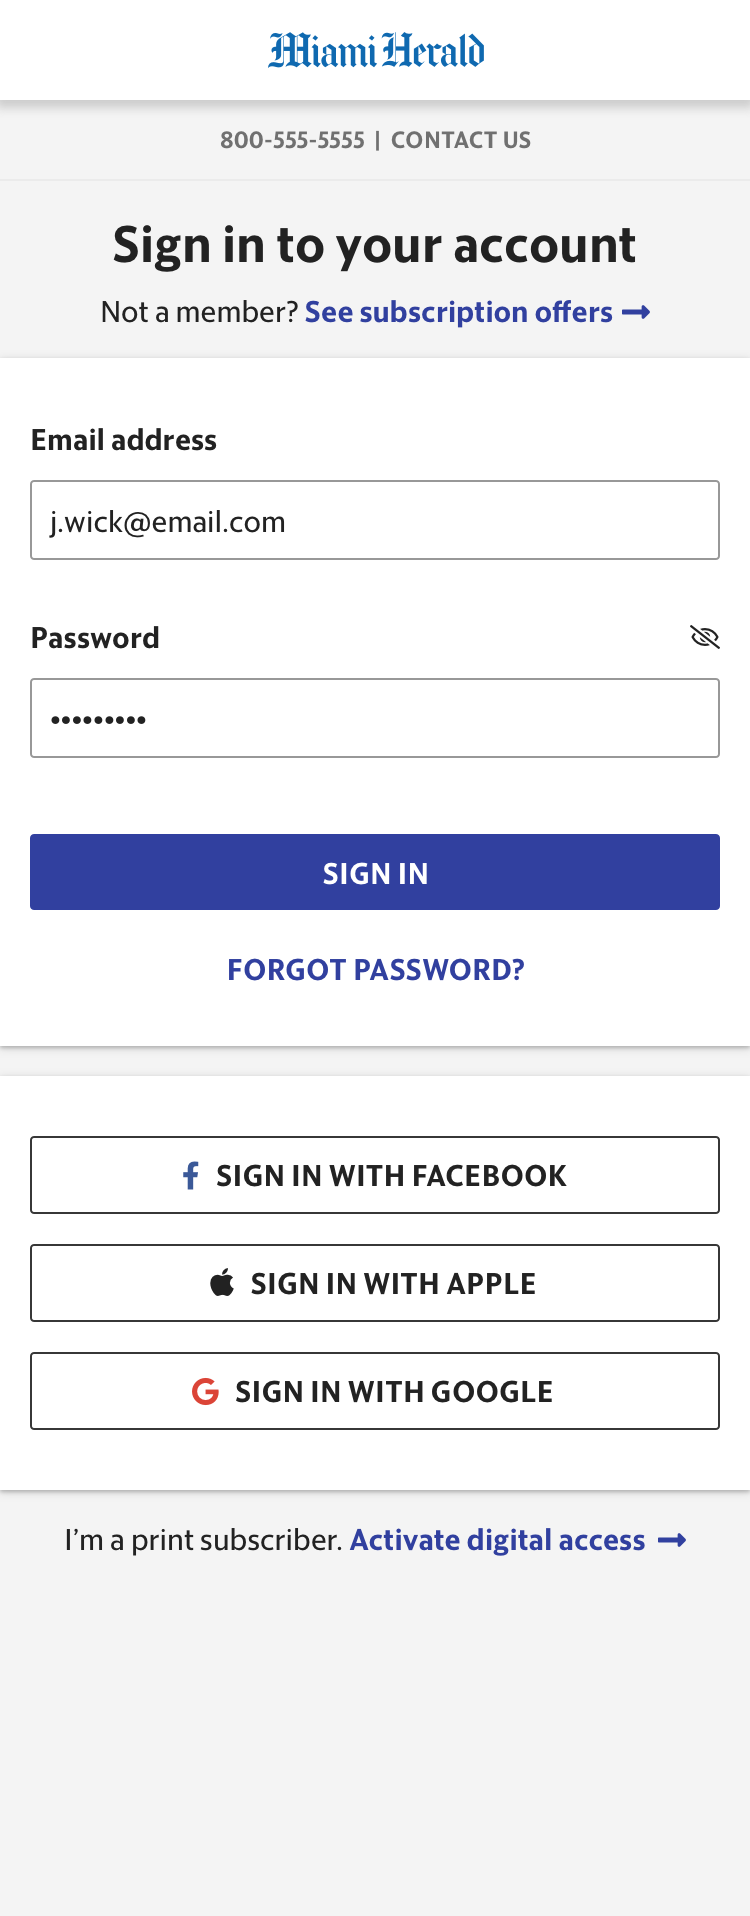 Miami Herald
800-555-5555 | CONTACT US
Sign in to your account
Not a member? See subscription offers →
Email address
j.wick@email.com
Password
•••••••••
SIGN IN
FORGOT PASSWORD?
SIGN IN WITH FACEBOOK
SIGN IN WITH APPLE
SIGN IN WITH GOOGLE
I’m a print subscriber. Activate digital access →